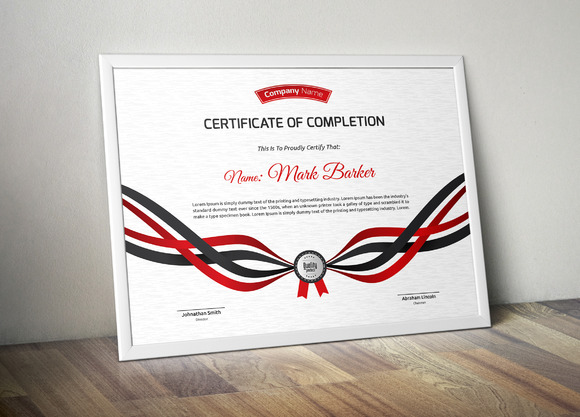 Company Name
CERTIFICATE OF COMPLETION
This Is To Proudly Certify That:
Name: Mark Barker
Lorem Ipsum is simply dummy text of the printing and typesetting industry. Lorem Ipsum has been the industry's
standard dummy text ever since the 1500s, when an unknown printer took a galley of type and scrambled it to
make a type specimen book. Lorem Ipsum is simply dummy text of the printing and typesetting industry.
Quality
Johnathon Smith
Director
Abraham Lincoln
Chairman